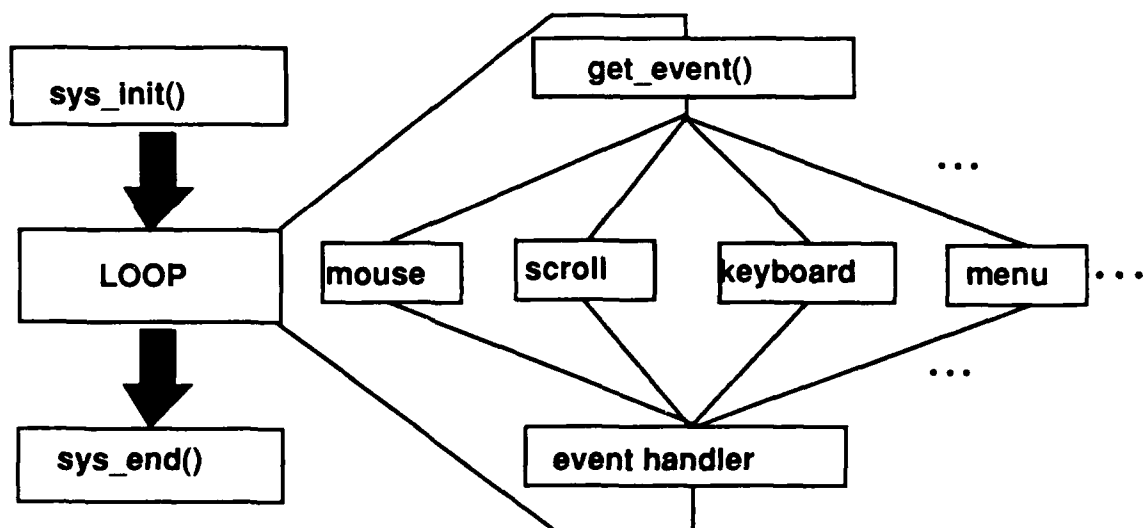 sys_init()
LOOP
sys_end()
get_event()
...
mouse
scroll
keyboard
menu
...
...
event handler